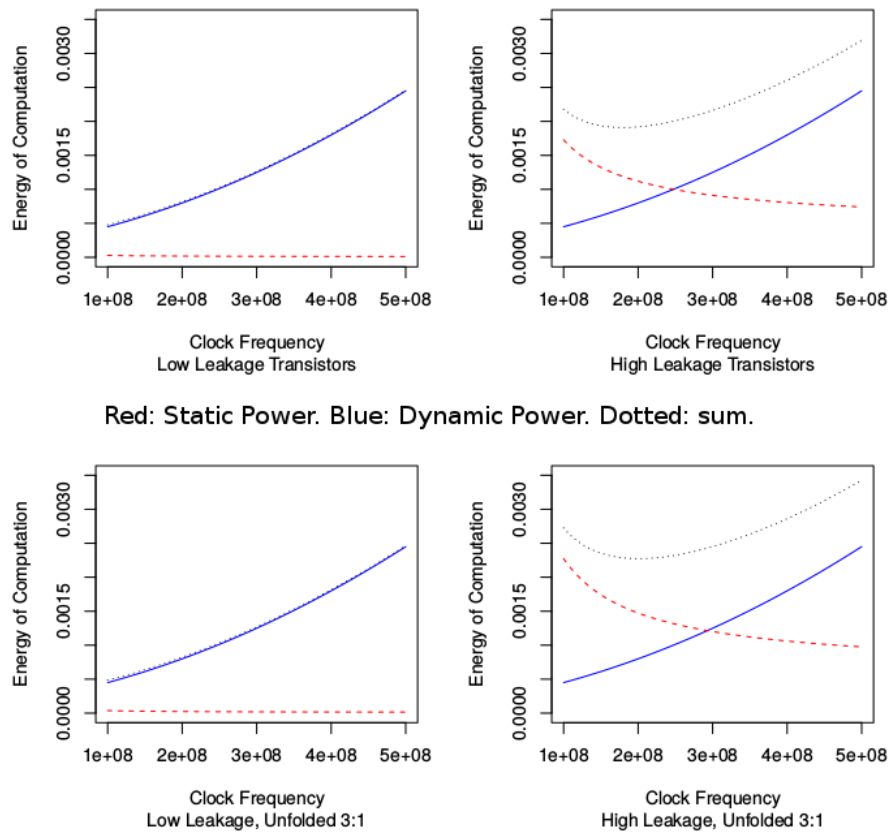 Energy of Computation
0.0030
0.0015
0.0000
1e+08 2e+08 3e+08 4e+08 5e+08
Clock Frequency
Low Leakage Transistors
Energy of Computation
0.0030
0.0015
0.0000
1e+08 2e+08 3e+08 4e+08 5e+08
Clock Frequency
High Leakage Transistors
Red: Static Power. Blue: Dynamic Power. Dotted: sum.
Energy of Computation
0.0030
0.0015
0.0000
1e+08 2e+08 3e+08 4e+08 5e+08
Clock Frequency
Low Leakage, Unfolded 3:1
Energy of Computation
0.0030
0.0015
0.0000
1e+08 2e+08 3e+08 4e+08 5e+08
Clock Frequency
High Leakage, Unfolded 3:1